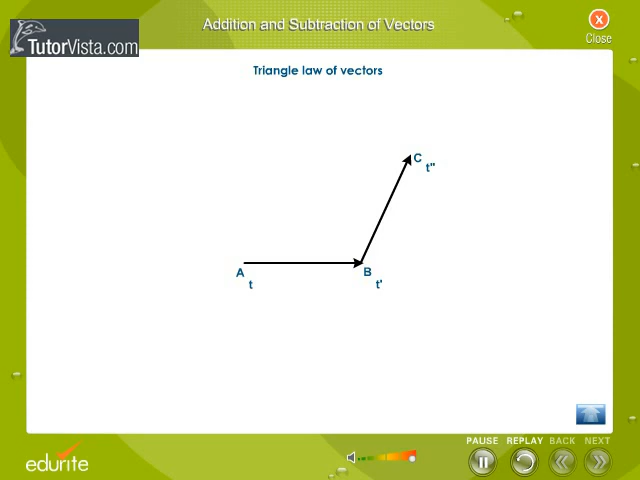 Addition and Subtraction of Vectors
X
Close
TutorVista.com
Triangle law of vectors
C
t"
A
B
t
t'
PAUSE REPLAY BACK NEXT
edurite